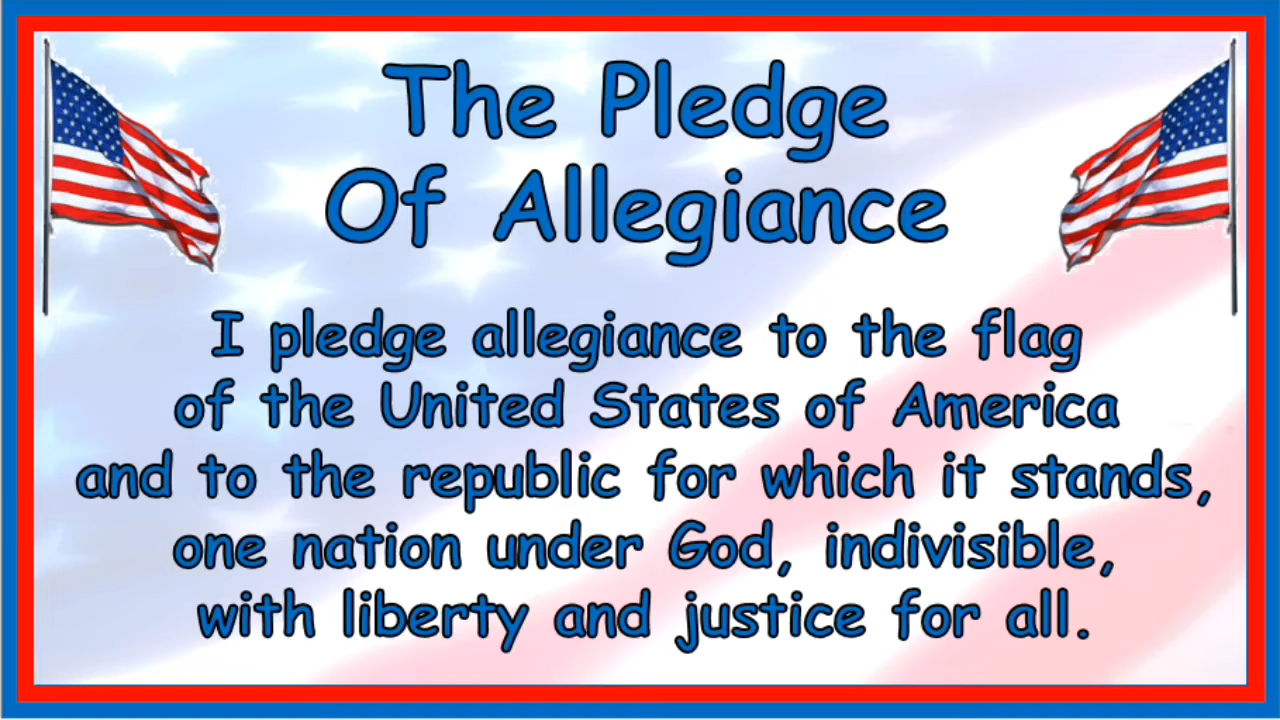 The Pledge
Of Allegiance
I pledge allegiance to the flag
of the United States of America
and to the republic for which it stands,
one nation under God, indivisible,
with liberty and justice for all.